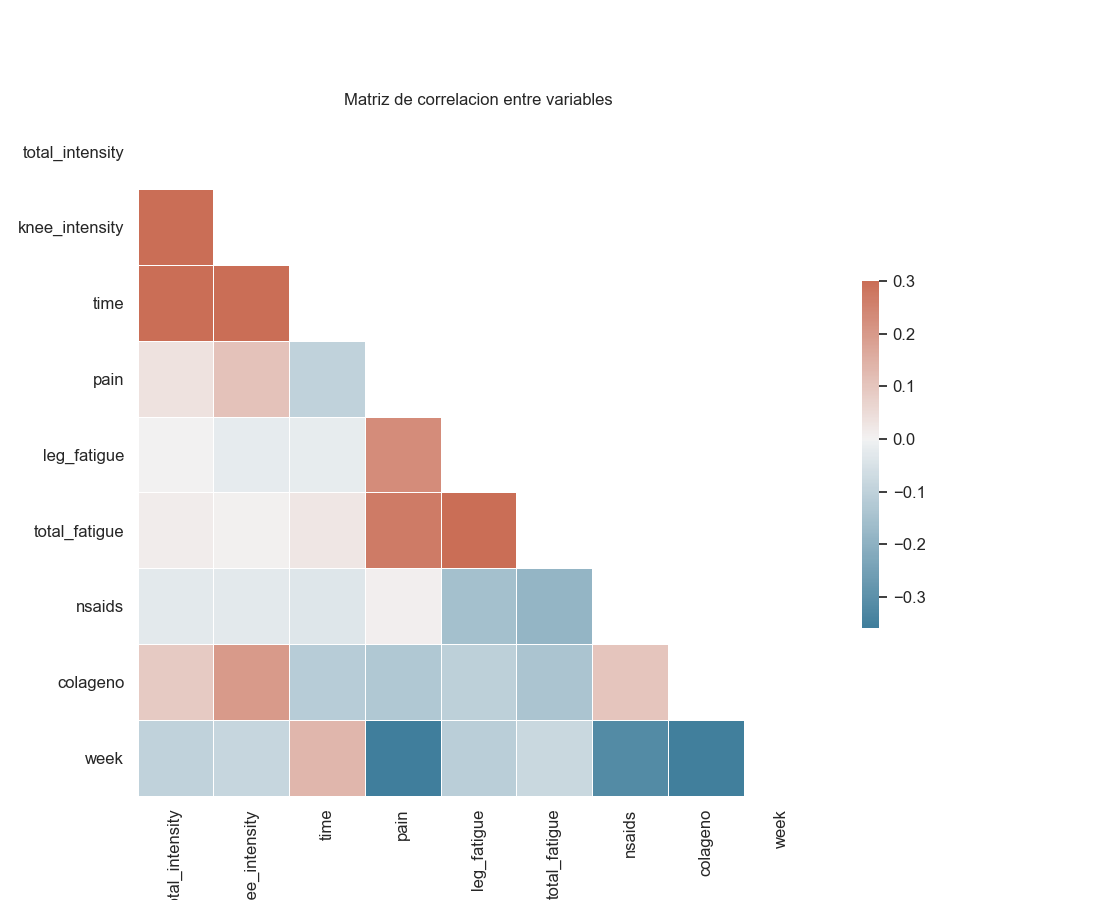 Matriz de correlacion entre variables
total_intensity
knee_intensity
time
pain
leg_fatigue
total_fatigue
nsaids
colageno
week
0.3
0.2
0.1
0.0
−0.1
−0.2
−0.3
otal_intensity
ee_intensity
time
pain
leg_fatigue
total_fatigue
nsaids
colageno
week